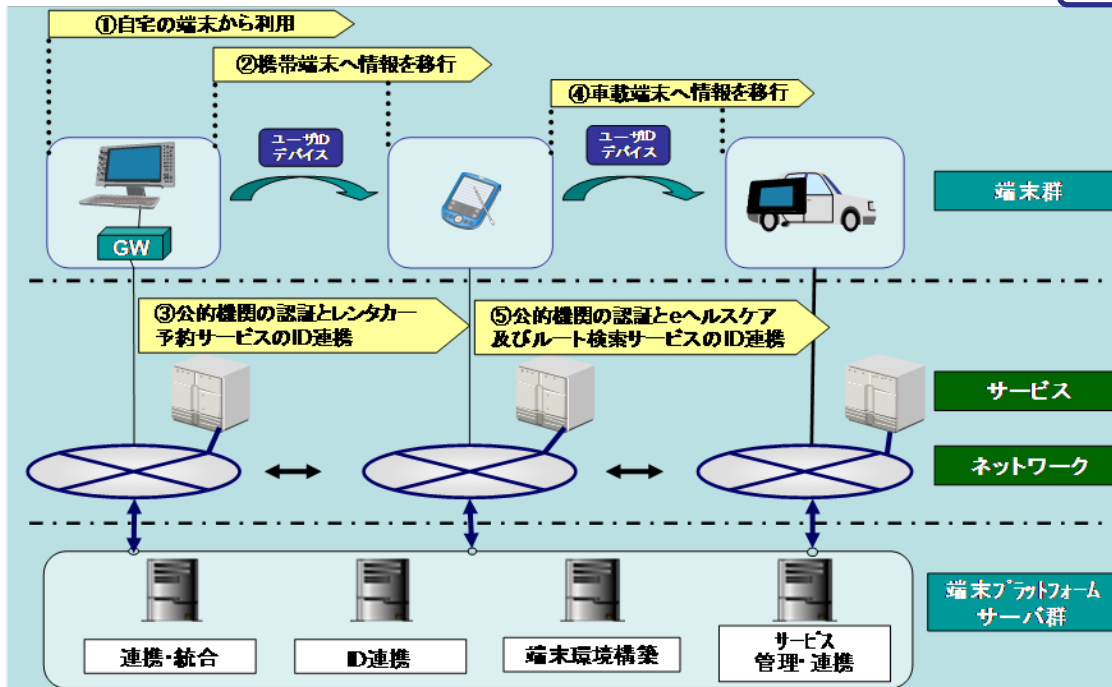 ①自宅の端末から利用
②携帯端末へ情報を移行
④車載端末へ情報を移行
ユーザID
デバイス
ユーザID
デバイス
端末群
GW
③公的機関の認証とレンタカー
予約サービスのID連携
⑤公的機関の認証とeヘルスケア
及びルート検索サービスのID連携
サービス
ネットワーク
端末プラットフォーム
サーバ群
連携・統合
ID連携
端末環境構築
サービス
管理・連携